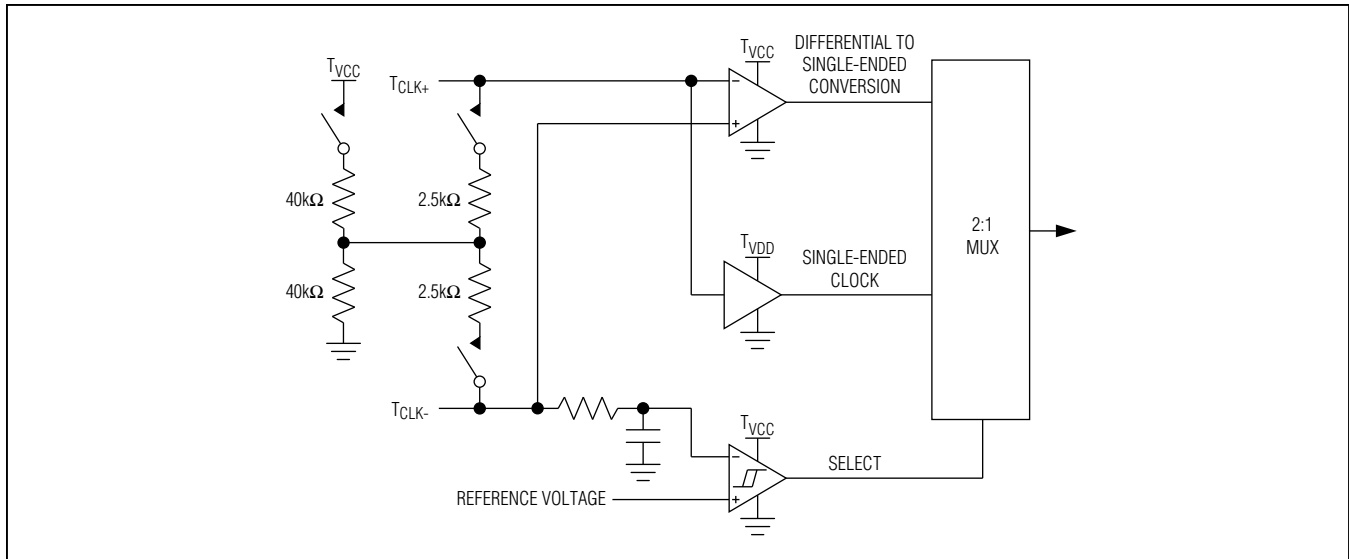 TVCC
TCLK+
40kΩ
2.5kΩ
40kΩ
2.5kΩ
TCLK-
REFERENCE VOLTAGE
TVCC
-
+
DIFFERENTIAL TO
SINGLE-ENDED
CONVERSION
TVDD
SINGLE-ENDED
CLOCK
TVCC
-
+
SELECT
2:1
MUX